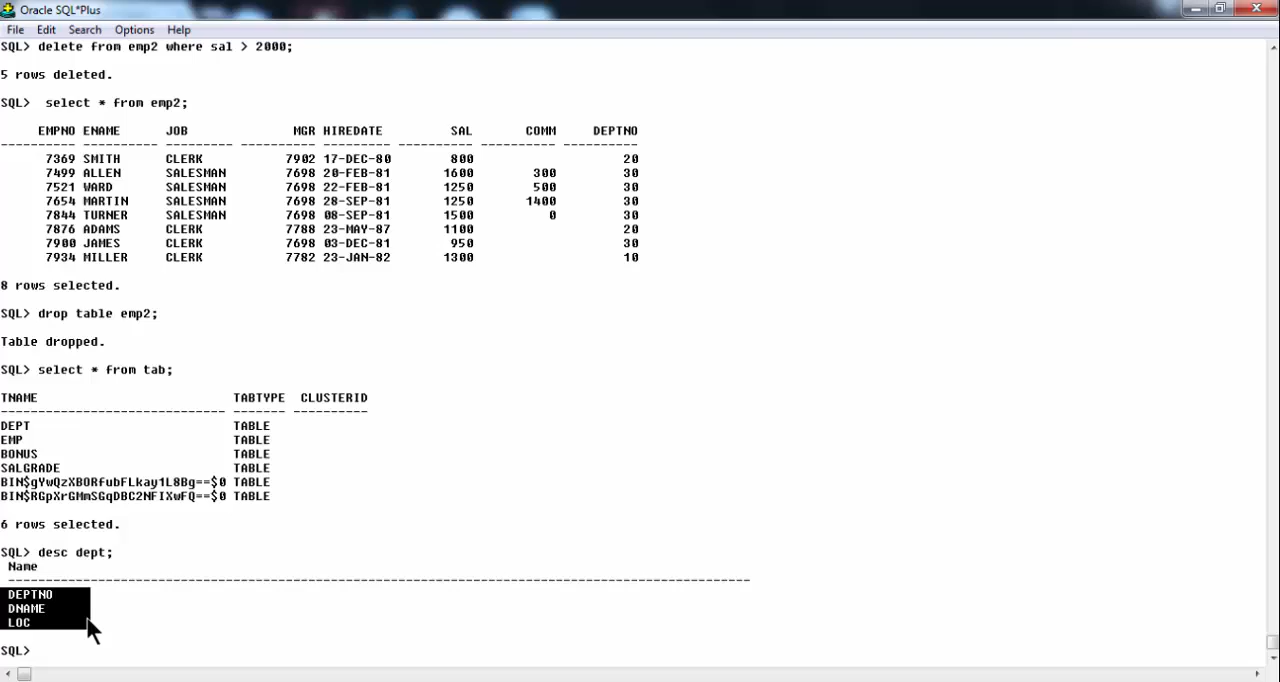 Oracle SQL*Plus
File Edit Search Options Help
SQL> delete from emp2 where sal > 2000;
5 rows deleted.
SQL>  select * from emp2;
EMPNO ENAME JOB MGR HIREDATE SAL COMM DEPTNO
---------- ---------- --------- ---------- --------- ---------- ---------- ----------
7369 SMITH CLERK 7902 17-DEC-80 800 20
7499 ALLEN SALESMAN 7698 20-FEB-81 1600 300 30
7521 WARD SALESMAN 7698 22-FEB-81 1250 500 30
7654 MARTIN SALESMAN 7698 28-SEP-81 1250 1400 30
7844 TURNER SALESMAN 7698 08-SEP-81 1500 0 30
7876 ADAMS CLERK 7788 23-MAY-87 1100 20
7900 JAMES CLERK 7698 03-DEC-81 950 30
7934 MILLER CLERK 7782 23-JAN-82 1300 10
8 rows selected.
SQL> drop table emp2;
Table dropped.
SQL> select * from tab;
TNAME TABTYPE CLUSTERID
------------------------------ ------- ----------
DEPT TABLE
EMP TABLE
BONUS TABLE
SALGRADE TABLE
BIN$gYwQzXBORfubFLkay1L8Bg==$0 TABLE
BIN$RGpXrGMmSGqDBC2NFIXwFQ==$0 TABLE
6 rows selected.
SQL> desc dept;
Name
----------------------------------------------------------------------------------------------------
DEPTNO
DNAME
LOC
SQL>